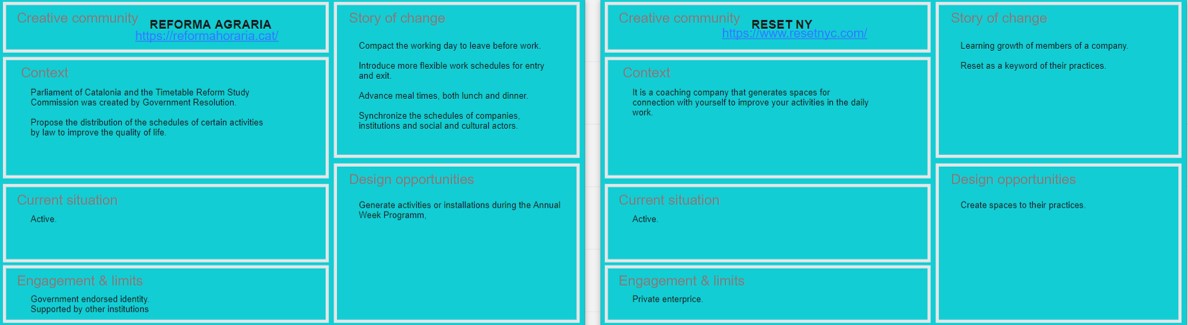 Creative community
REFORMA AGRARIA
https://reformahoraria.cat/
Context
Parliament of Catalonia and the Timetable Reform Study
Commission was created by Government Resolution.
Propose the distribution of the schedules of certain activities
by law to improve the quality of life.
Current situation
Active
Engagement & limits
Government endorsed identity.
Supported by other institutions
Story of change
Compact the working day to leave before work.
Introduce more flexible work schedules for entry
and exit.
Advance meal times, both lunch and dinner.
Synchronize the schedules of companies,
institutions and social and cultural actors.
Design opportunities
Generate activities or installations during the Annual
Week Programm.
Creative community
RESET NY
https://www.resetnyc.com/
Context
It is a coaching company that generates spaces for
connection with yourself to improve your activities in the daily
work.
Current situation
Active.
Engagement & limits
Private enterprice.
Story of change
Learning growth of members of a company.
Reset as a keyword of their practices.
Design opportunities
Create spaces to their practices.